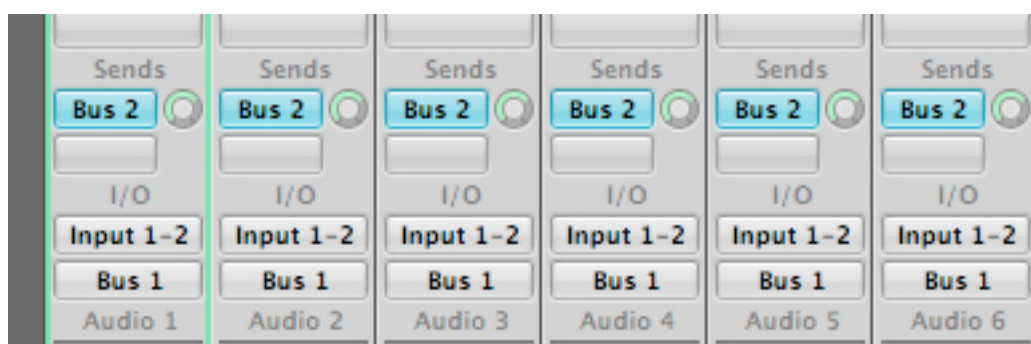 Sends Sends Sends Sends Sends Sends
Bus 2 Bus 2 Bus 2 Bus 2 Bus 2 Bus 2
I/O I/O I/O I/O I/O I/O
Input 1-2 Input 1-2 Input 1-2 Input 1-2 Input 1-2 Input 1-2
Bus 1 Bus 1 Bus 1 Bus 1 Bus 1 Bus 1
Audio 1 Audio 2 Audio 3 Audio 4 Audio 5 Audio 6